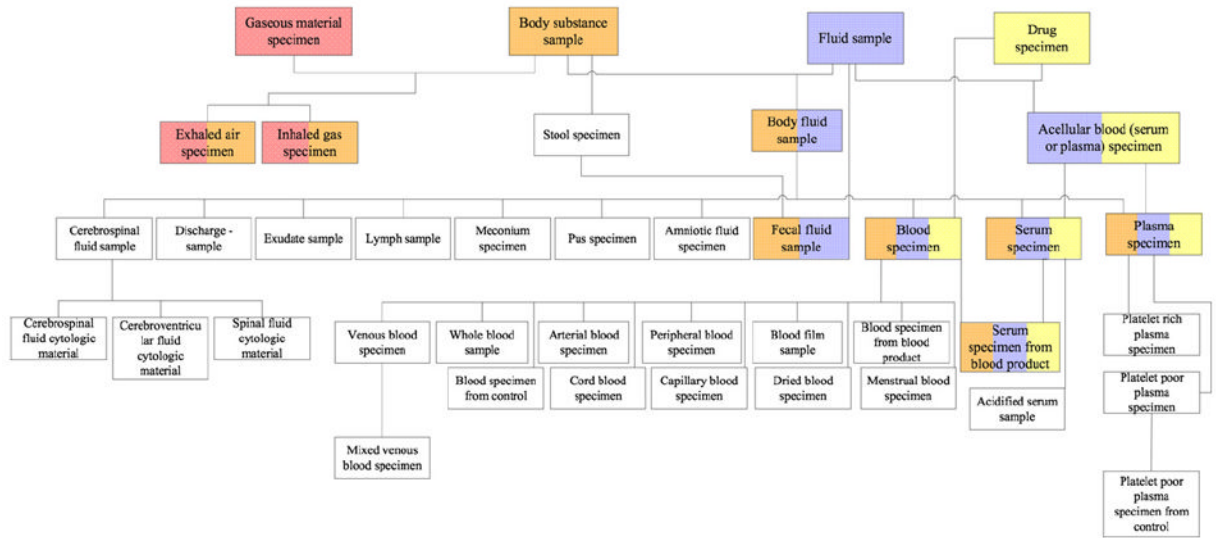 Gaseous material
specimen
Body substance
sample
Fluid sample
Drug
specimen
Exhaled air
specimen
Inhaled gas
specimen
Stool specimen
Body fluid
sample
Acellular blood (serum
or plasma) specimen
Cerebrospinal
fluid sample
Discharge -
sample
Exudate sample
Lymph sample
Meconium
specimen
Pus specimen
Amniotic fluid
specimen
Fecal fluid
sample
Blood
specimen
Serum
specimen
Plasma
specimen
Cerebrospinal
fluid cytologic
material
Cerebroventricu
lar fluid
cytologic
material
Spinal fluid
cytologic
material
Venous blood
specimen
Whole blood
sample
Arterial blood
specimen
Peripheral blood
specimen
Blood film
sample
Blood specimen
from blood
product
Serum
specimen from
blood product
Platelet rich
plasma
specimen
Blood specimen
from control
Cord blood
specimen
Capillary blood
specimen
Dried blood
specimen
Menstrual blood
specimen
Acidified serum
sample
Platelet poor
plasma
specimen
Mixed venous
blood specimen
Platelet poor
plasma
specimen from
control